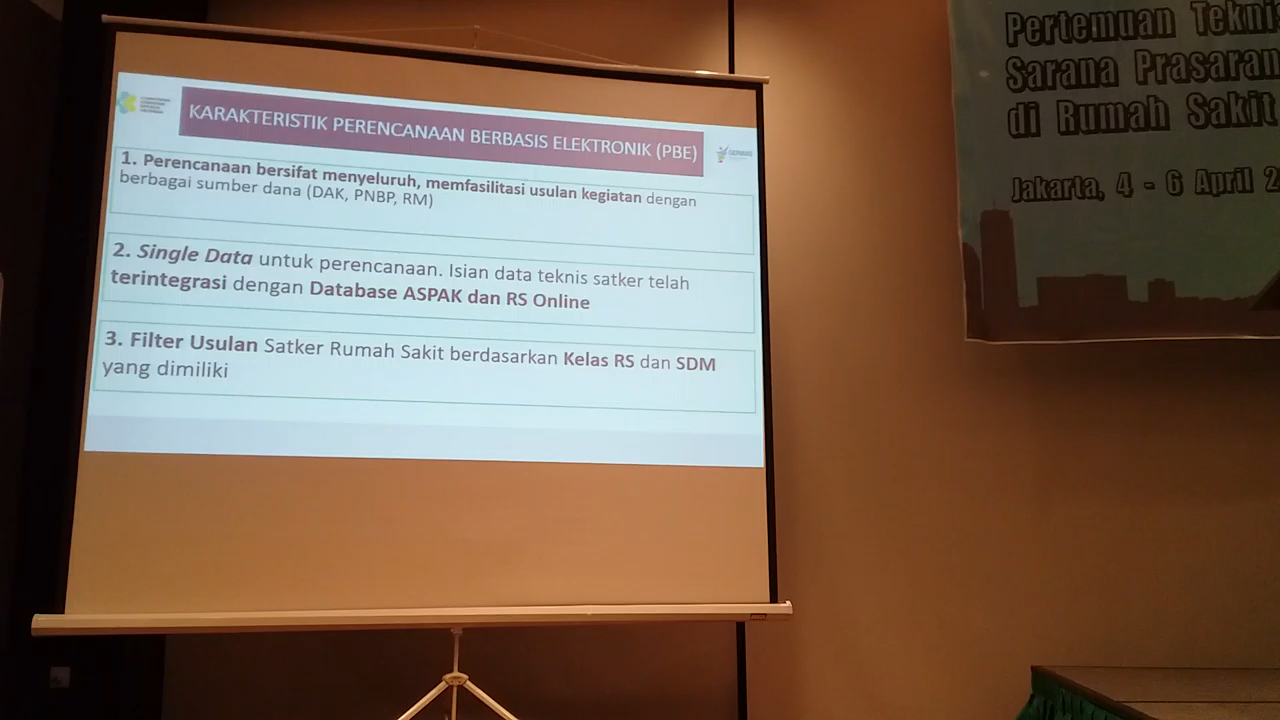 KARAKTERISTIK PERENCANAAN BERBASIS ELEKTRONIK (PBE)
1. Perencanaan bersifat menyeluruh, memfasilitasi usulan kegiatan dengan
berbagai sumber dana (DAK, PNBP, RM)
2. Single Data untuk perencanaan. Isian data teknis satker telah
terintegrasi dengan Database ASPAK dan RS Online
3. Filter Usulan Satker Rumah Sakit berdasarkan Kelas RS dan SDM
yang dimiliki
Pertemuan Teknis
Sarana Prasaran
di Rumah Sakit
Jakarta, 4 - 6 April 2